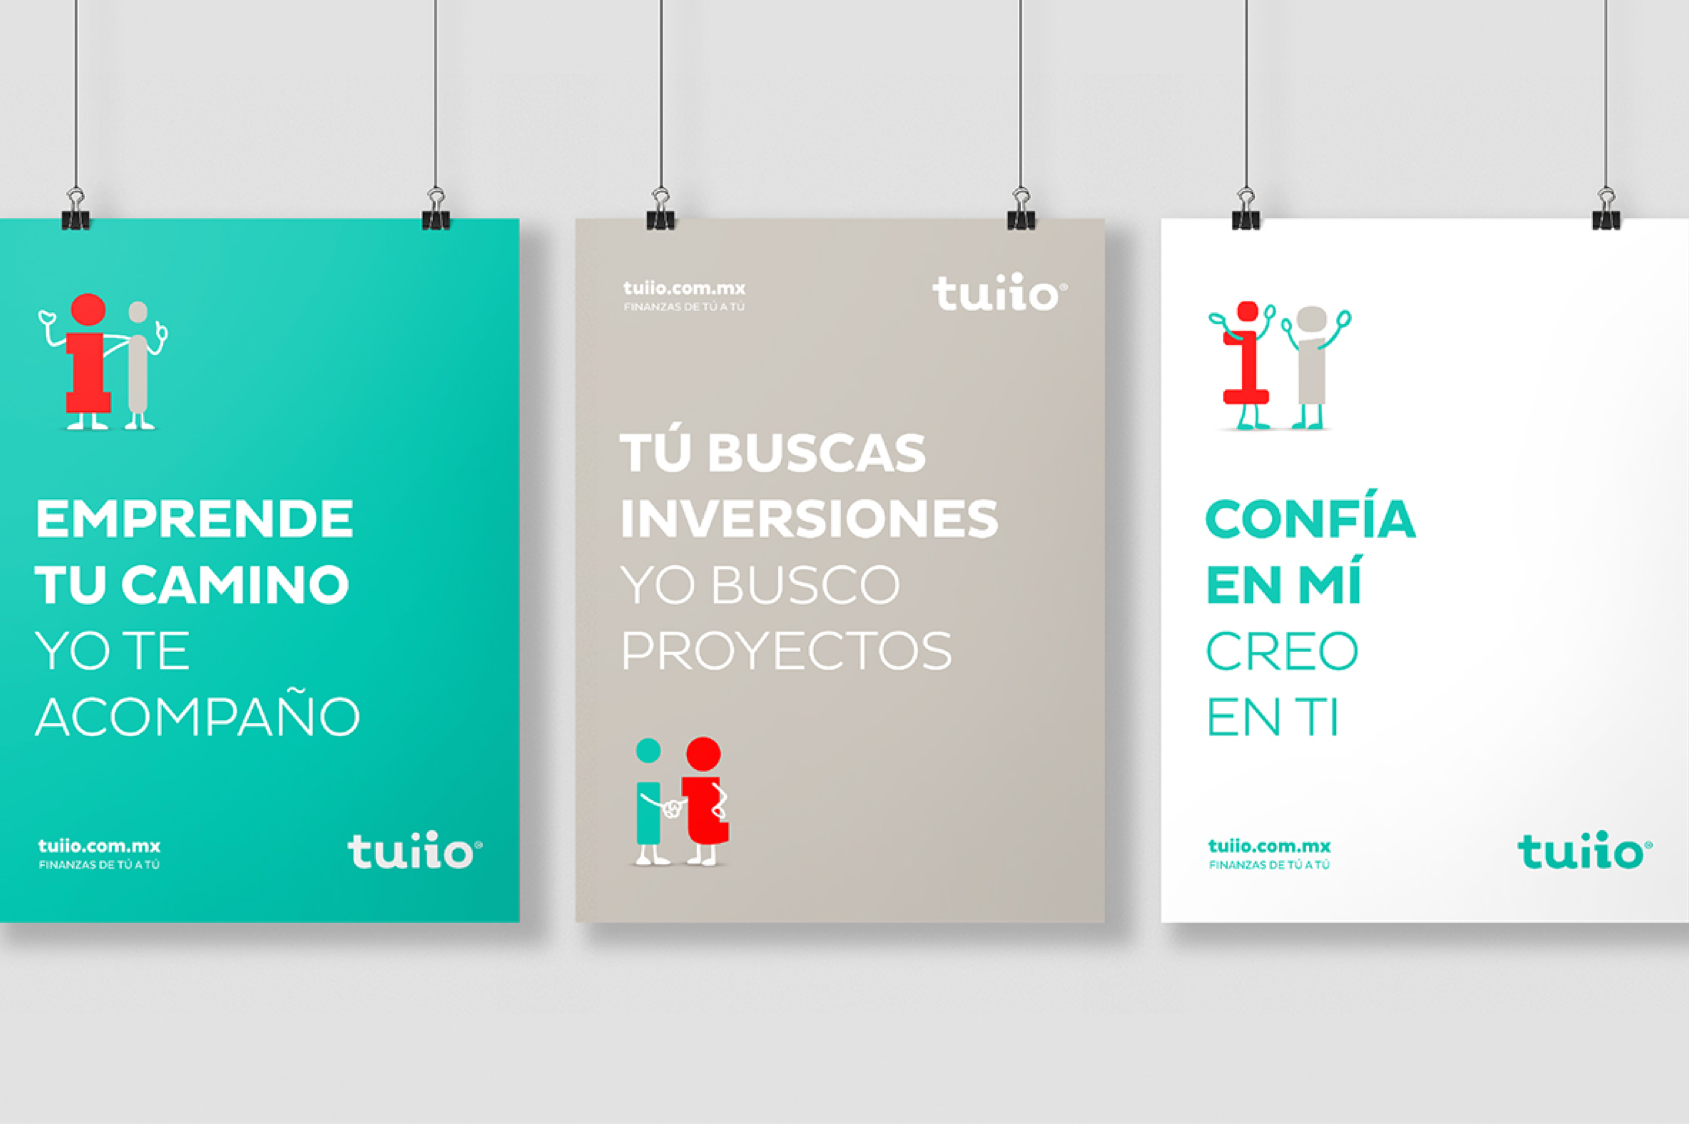 EMPRENDE
TU CAMINO
YO TE
ACOMPAÑO
tuiio.com.mx
FINANZAS DE TÚ A TÚ
tuiio®
tuiio.com.mx
FINANZAS DE TÚ A TÚ
tuiio®
TÚ BUSCAS
INVERSIONES
YO BUSCO
PROYECTOS
CONFÍA
EN MÍ
CREO
EN TI
tuiio.com.mx
FINANZAS DE TÚ A TÚ
tuiio®